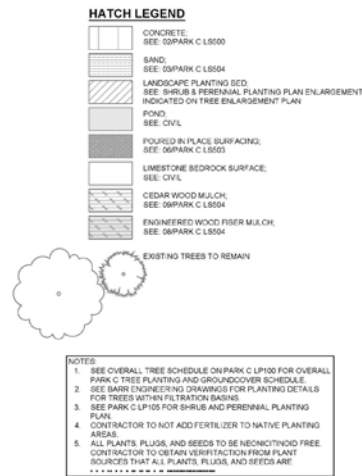 HATCH LEGEND
CONCRETE;
SEE: 02/PARK C LS500
SAND;
SEE: 03/PARK C LS504
LANDSCAPE PLANTING BED;
SEE: SHRUB & PERENNIAL PLANTING PLAN ENLARGEMENT
INDICATED ON TREE ENLARGEMENT PLAN
POND;
SEE: CIVIL
POURED IN PLACE SURFACING;
SEE: 06/PARK C LS503
LIMESTONE BEDROCK SURFACE;
SEE: CIVIL
CEDAR WOOD MULCH;
SEE: 09/PARK C LS504
ENGINEERED WOOD FIBER MULCH;
SEE: 08/PARK C LS504
EXISTING TREES TO REMAIN
NOTES:
1. SEE OVERALL TREE SCHEDULE ON PARK C LP100 FOR OVERALL
PARK C TREE PLANTING AND GROUNDCOVER SCHEDULE.
2. SEE BARR ENGINEERING DRAWINGS FOR PLANTING DETAILS
FOR TREES WITHIN FILTRATION BASINS.
3. SEE PARK C LP105 FOR SHRUB AND PERENNIAL PLANTING
PLAN.
4. CONTRACTOR TO NOT ADD FERTILIZER TO NATIVE PLANTING
AREAS.
5. ALL PLANTS, PLUGS, AND SEEDS TO BE NEONICITINOID FREE.
CONTRACTOR TO OBTAIN VERIFTACTION FROM PLANT
SOURCES THAT ALL PLANTS, PLUGS, AND SEEDS ARE